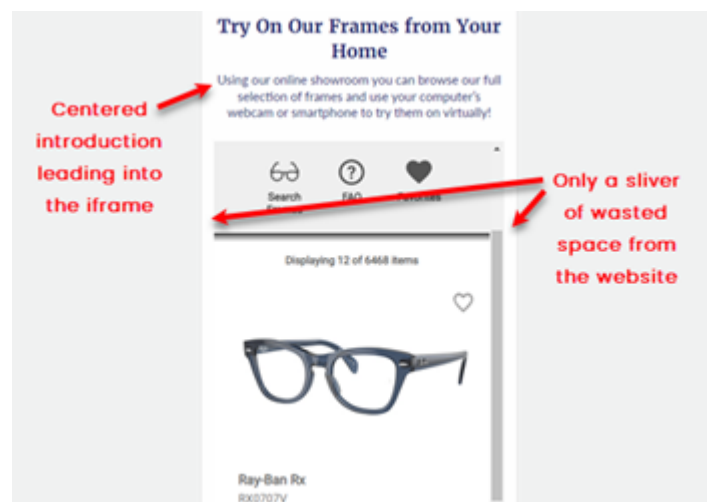 Try On Our Frames from Your
Home
Using our online showroom you can browse our full
selection of frames and use your computer's
webcam or smartphone to try them on virtually!
Centered
introduction
leading into
the iframe
Search
Frames
FAQ
Favorites
Only a sliver
of wasted
space from
the website
Displaying 12 of 6468 items
Ray-Ban Rx
RX0707V